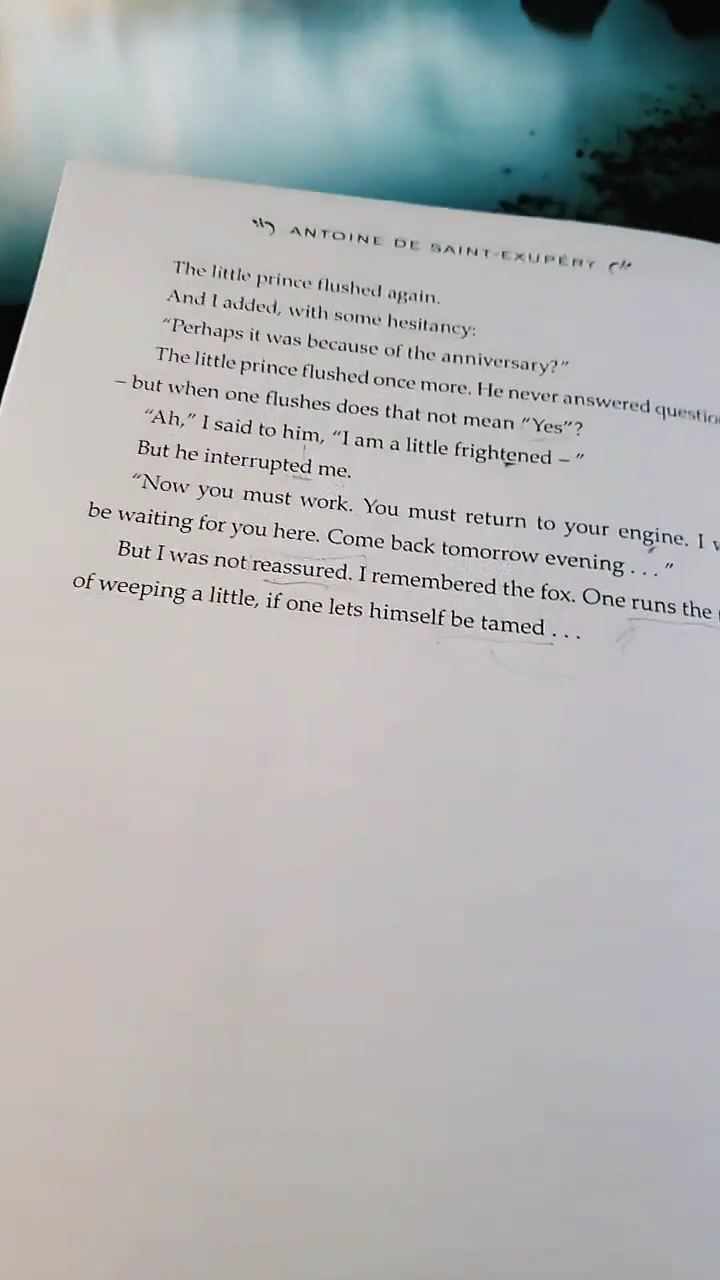 ANTOINE DE SAINT-EXUPÉRY
The little prince flushed again.
And I added, with some hesitancy:
“Perhaps it was because of the anniversary?”
The little prince flushed once more. He never answered
– but when one flushes does that not mean “Yes”?
“Ah,” I said to him, “I am a little frightened – ”
But he interrupted me.
“Now you must work. You must return to your engine. I
be waiting for you here. Come back tomorrow evening . . . ”
But I was not reassured. I remembered the fox. One runs the
of weeping a little, if one lets himself be tamed . . .